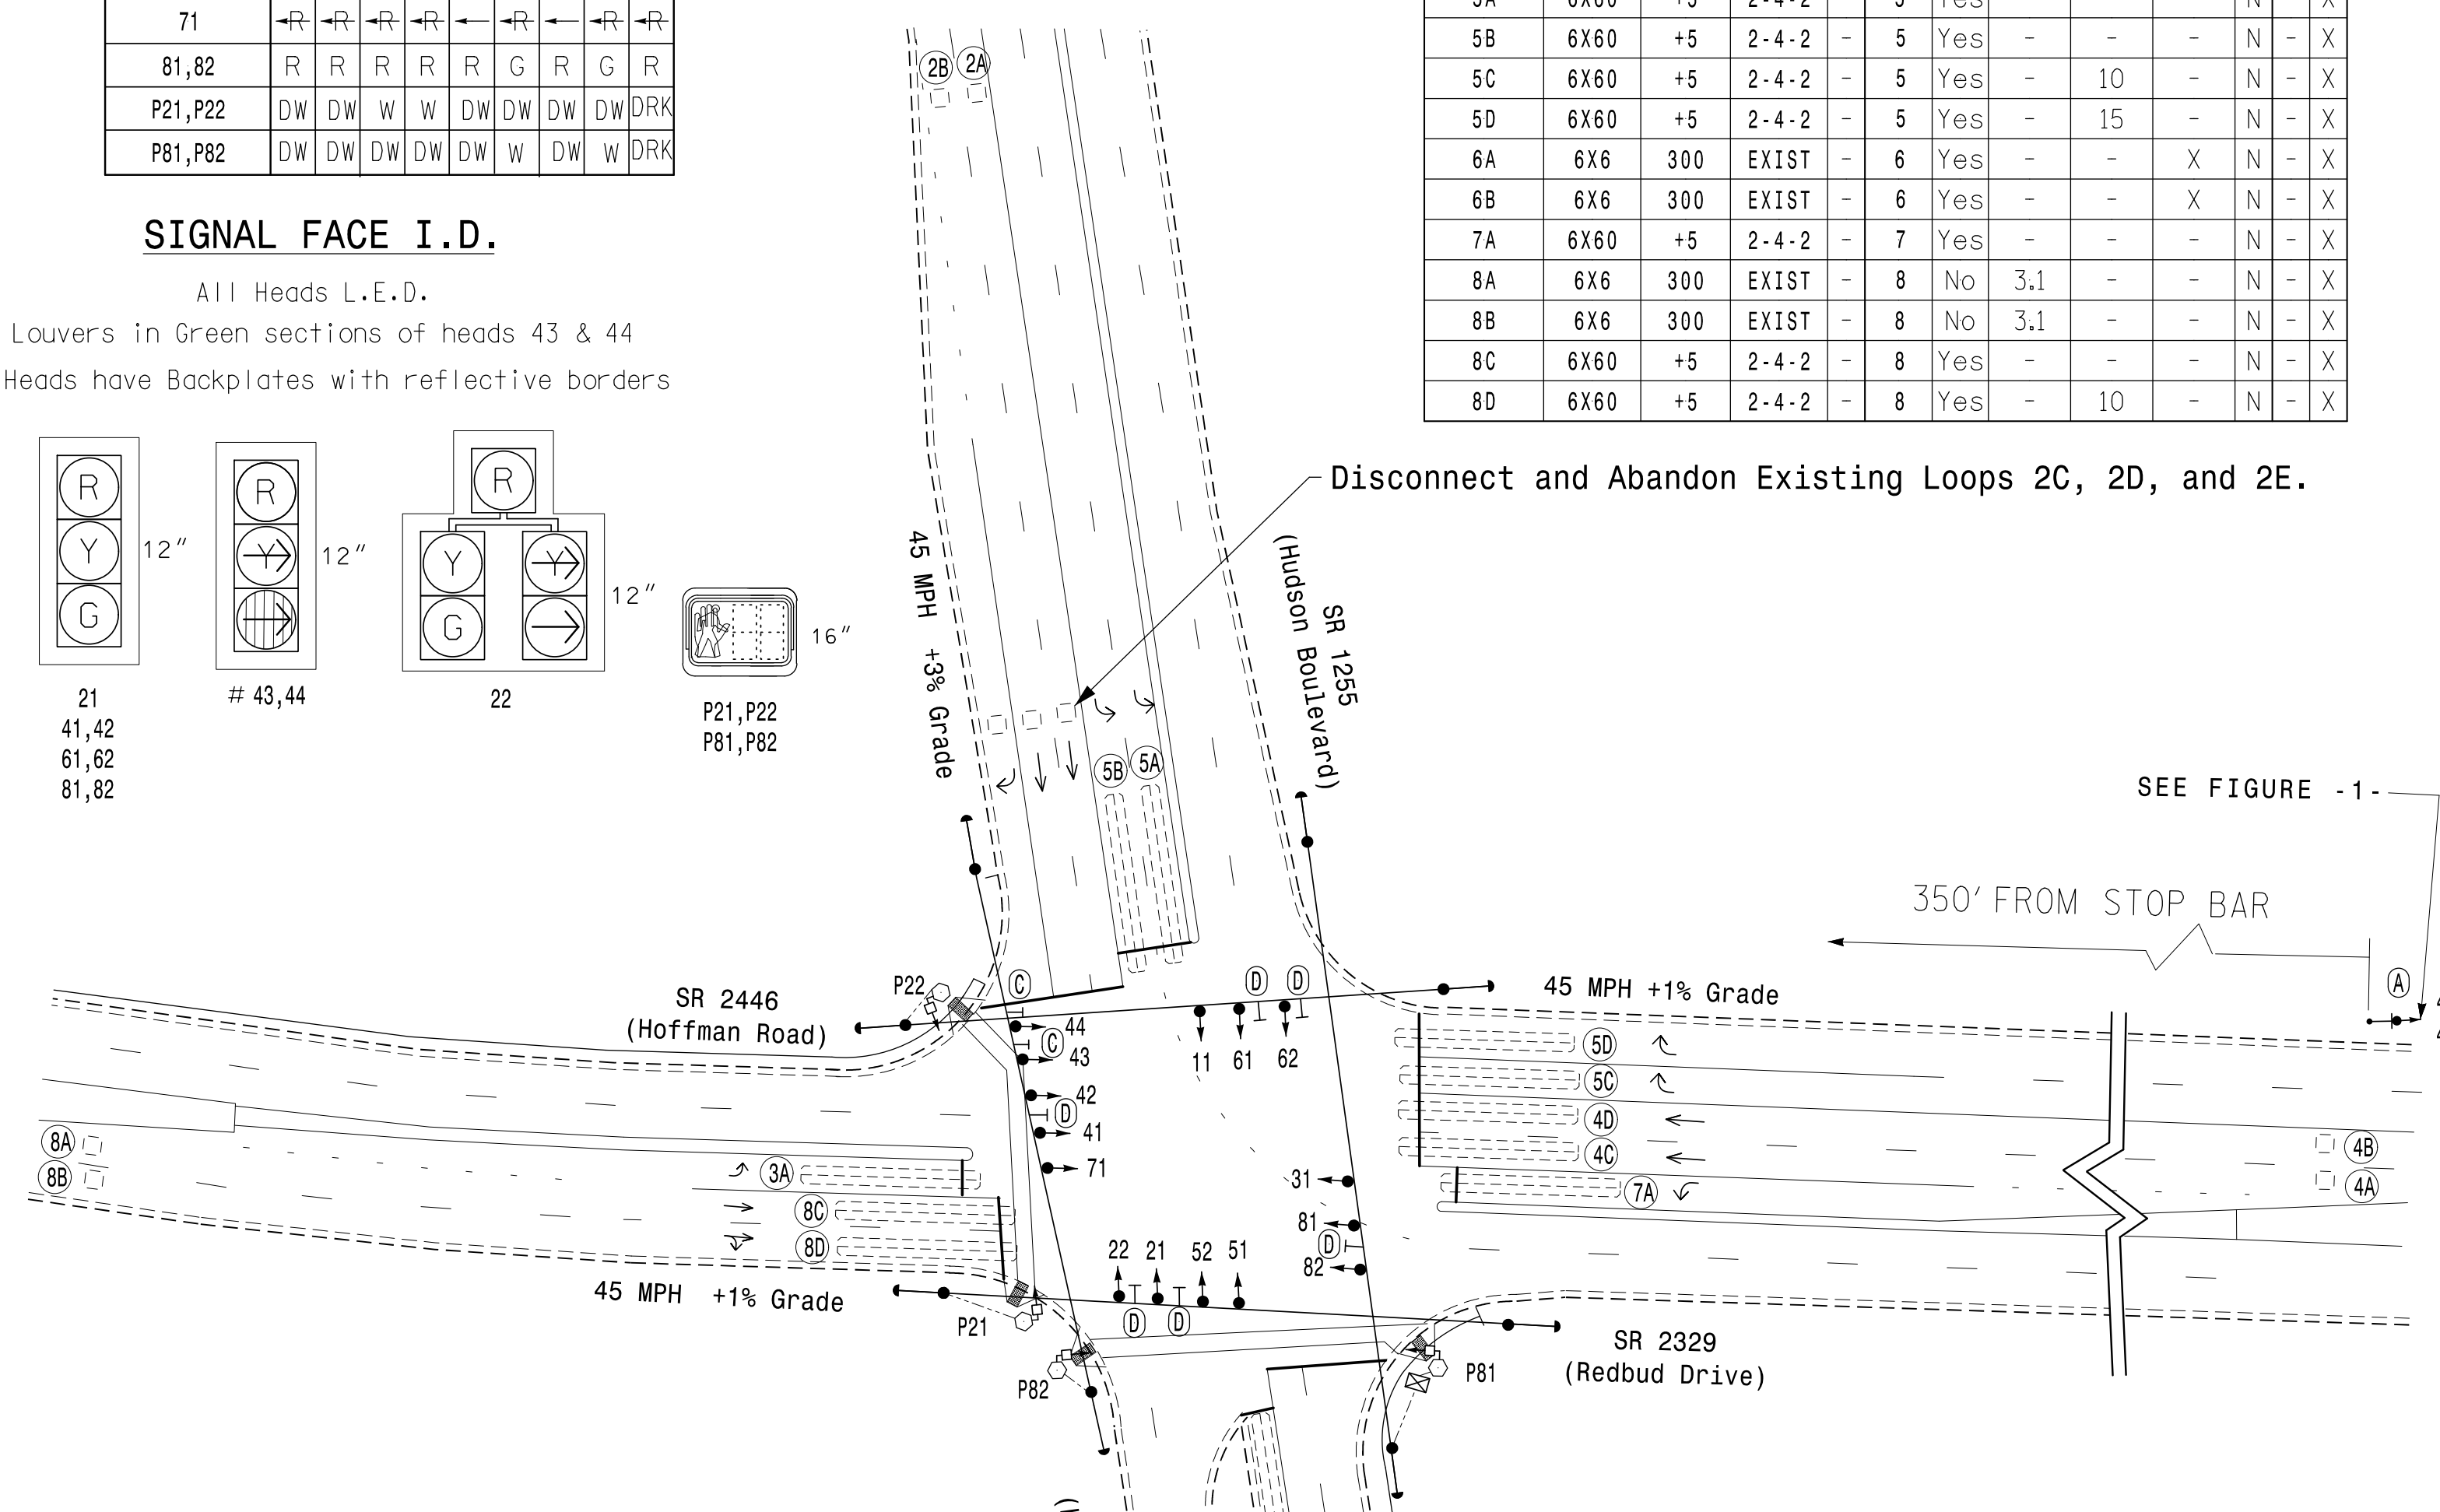 71 R R R R R R R
81,82 R R R R R G R G R
P21,P22 DW DW W W DW DW DW DW DRK
P81,P82 DW DW DW DW DW W DW W DRK
SIGNAL FACE I.D.
All Heads L.E.D.
Louvers in Green sections of heads 43 & 44
Heads have Backplates with reflective borders
R
Y
G
12"
21
41,42
61,62
81,82
R
Y
12"
# 43,44
R
Y Y
G
12"
22
16"
P21,P22
P81,P82
5B 6X60 +5 2-4-2 - 5 Yes - - - N - X
5C 6X60 +5 2-4-2 - 5 Yes - 10 - N - X
5D 6X60 +5 2-4-2 - 5 Yes - 15 - N - X
6A 6X6 300 EXIST - 6 Yes - - X N - X
6B 6X6 300 EXIST - 6 Yes - - X N - X
7A 6X60 +5 2-4-2 - 7 Yes - - - N - X
8A 6X6 300 EXIST - 8 No 3.1 - - N - X
8B 6X6 300 EXIST - 8 No 3.1 - - N - X
8C 6X60 +5 2-4-2 - 8 Yes - - - N - X
8D 6X60 +5 2-4-2 - 8 Yes - 10 - N - X
2B 2A
Disconnect and Abandon Existing Loops 2C, 2D, and 2E.
45 MPH +3% Grade
SR 1255
(Hudson Boulevard)
5B 5A
SEE FIGURE -1-
350' FROM STOP BAR
A
45 MPH +1% Grade
SR 2446
(Hoffman Road)
P22
C
44
C
43
42
D
41
71
D D
11 61 62
5D
5C
4D
4C
7A
4B
4A
8A
8B
3A
8C
8D
31
81
D
82
22 21 52 51
D D
45 MPH +1% Grade
P21
P82
P81
SR 2329
(Redbud Drive)